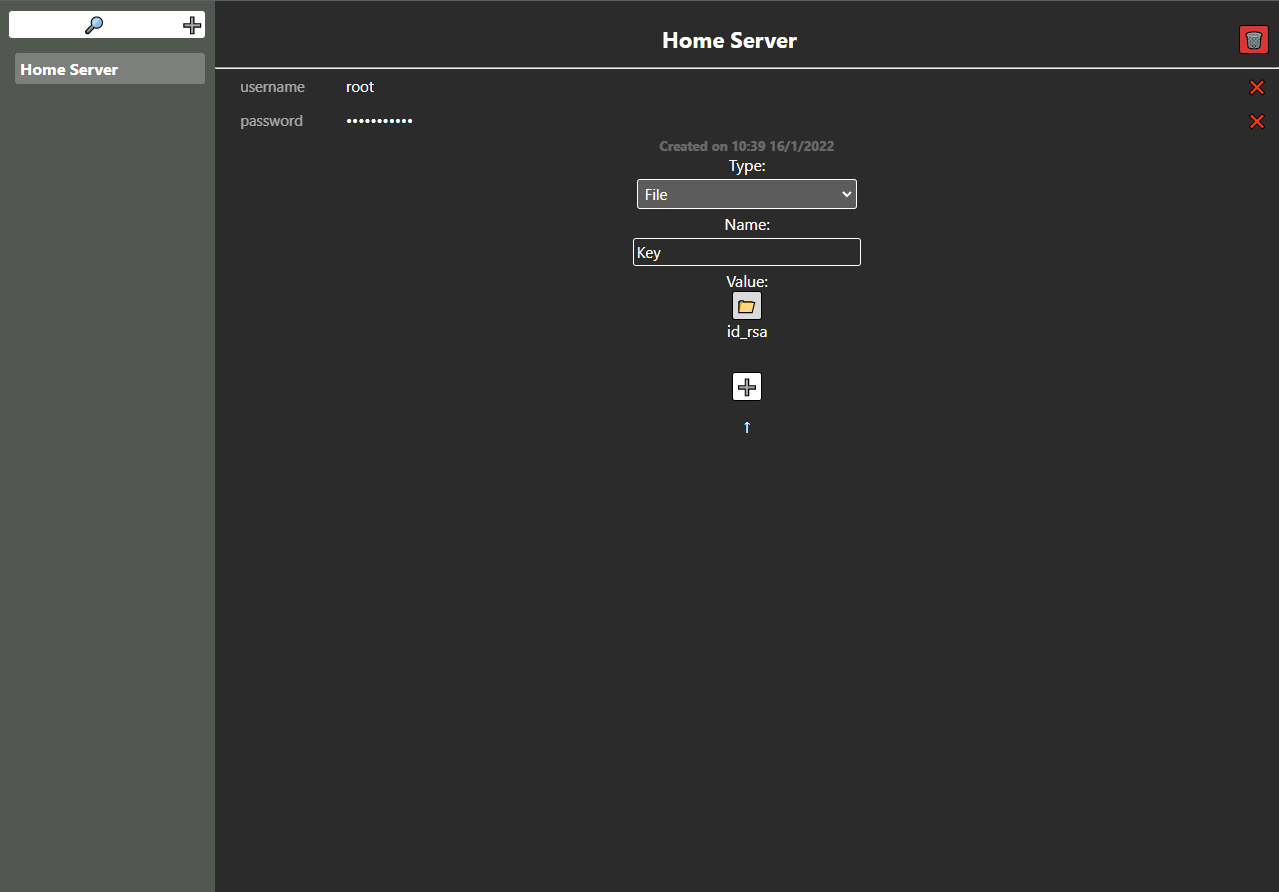 Home Server
Home Server
username root
password •••••••••••
Created on 10:39 16/1/2022
Type:
File
Name:
Key
Value:
id_rsa
↑